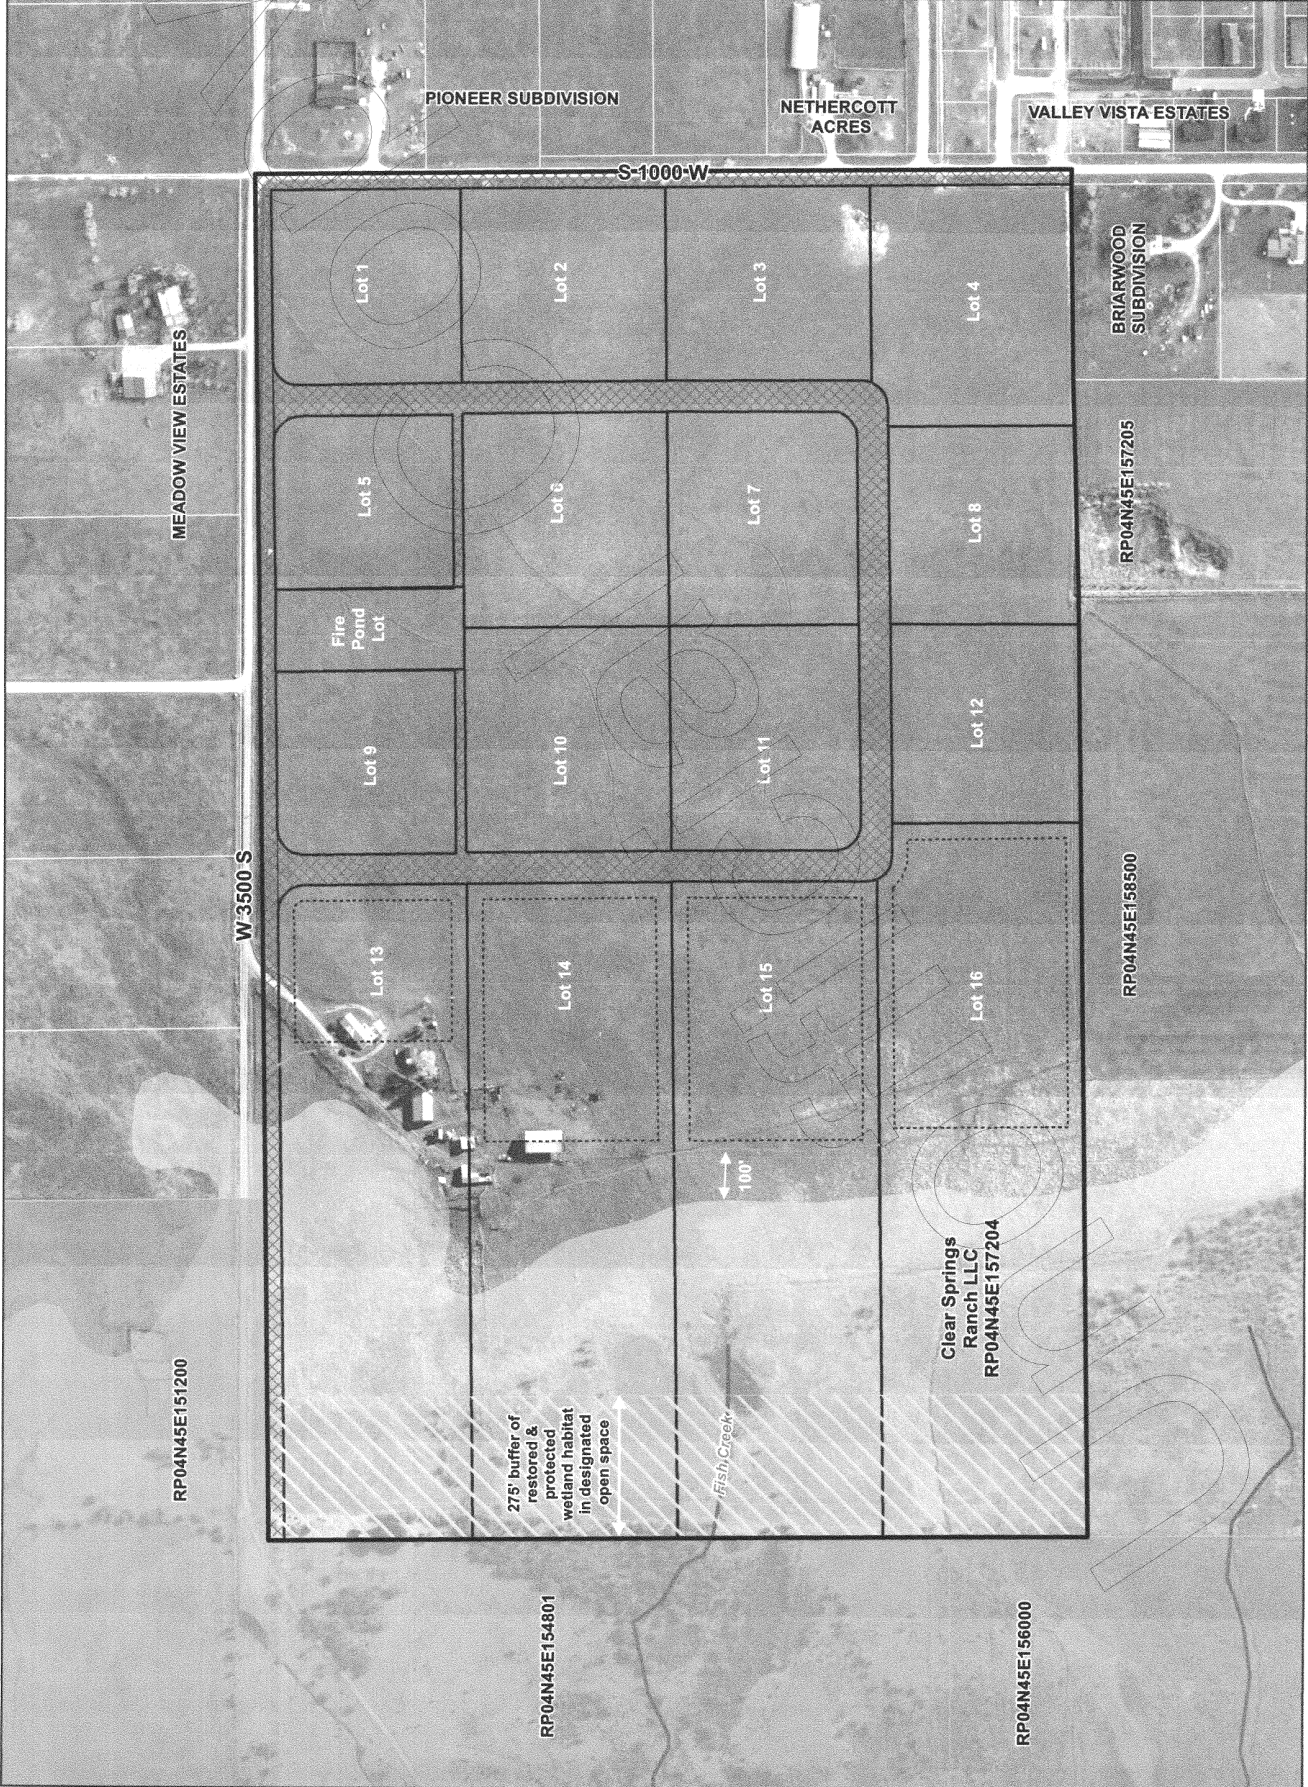 PIONEER SUBDIVISION
NETHERCOTT
ACRES
VALLEY VISTA ESTATES
S 1000 W
MEADOW VIEW ESTATES
BRIARWOOD
SUBDIVISION
Lot 1
Lot 2
Lot 3
Lot 4
Lot 5
Lot 6
Lot 7
Lot 8
RP04N45E157205
Fire
Pond
Lot
Lot 9
Lot 10
Lot 11
Lot 12
W 3500 S
Lot 13
Lot 14
Lot 15
Lot 16
RP04N45E158500
100'
Clear Springs
Ranch LLC
RP04N45E157204
RP04N45E151200
275' buffer of
restored &
protected
wetland habitat
in designated
open space
Fish Creek
RP04N45E154801
RP04N45E156000